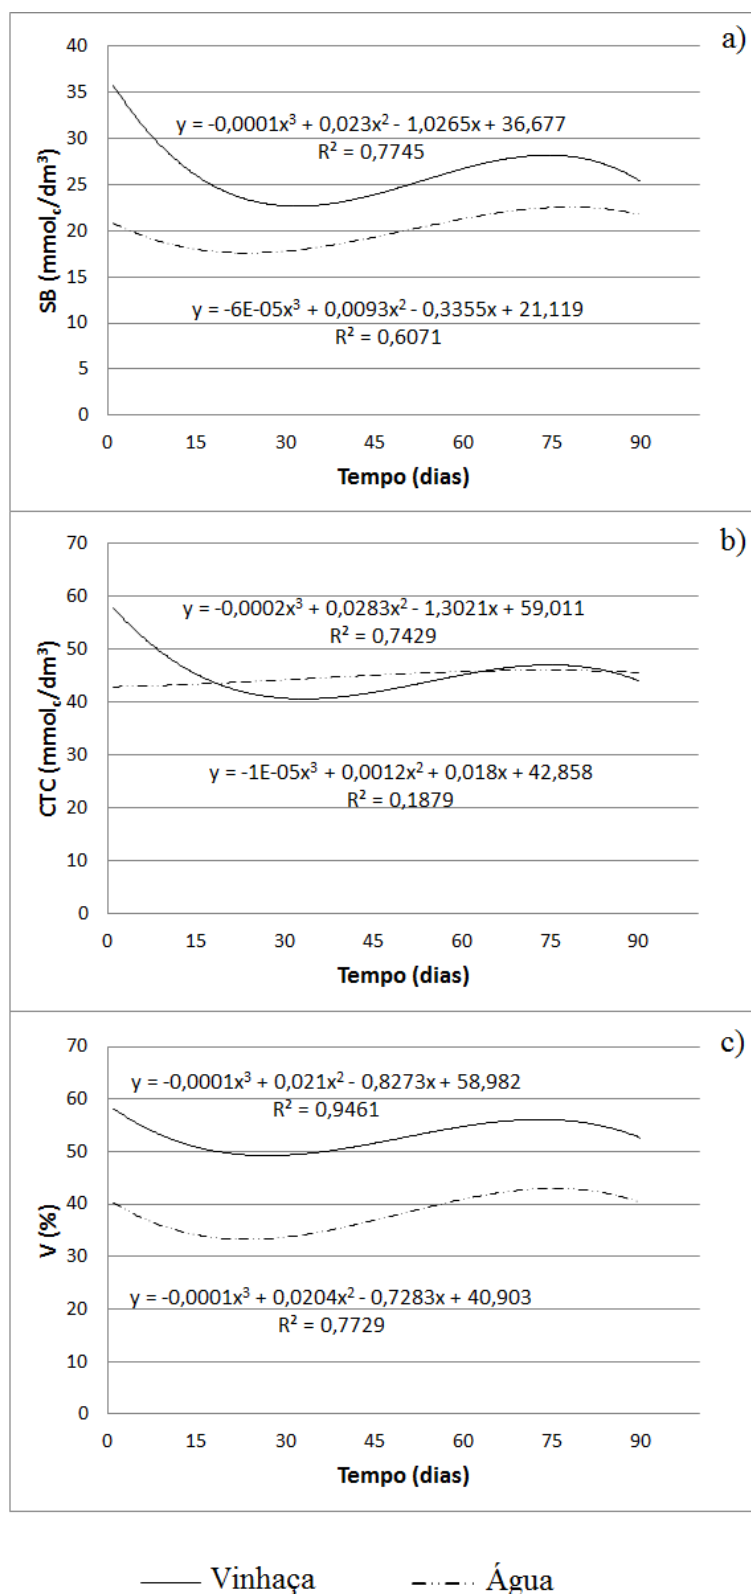 a)
40
35
30
25
20
15
10
5
0
y = -0,0001x³ + 0,023x² - 1,0265x + 36,677
R² = 0,7745
y = -6E-05x³ + 0,0093x² - 0,3355x + 21,119
R² = 0,6071
SB (mmolc/dm³)
0 15 30 45 60 75 90
Tempo (dias)
b)
70
60
50
40
30
20
10
0
y = -0,0002x³ + 0,0283x² - 1,3021x + 59,011
R² = 0,7429
y = -1E-05x³ + 0,0012x² + 0,018x + 42,858
R² = 0,1879
CTC (mmolc/dm³)
0 15 30 45 60 75 90
Tempo (dias)
c)
70
60
50
40
30
20
10
0
y = -0,0001x³ + 0,021x² - 0,8273x + 58,982
R² = 0,9461
y = -0,0001x³ + 0,0204x² - 0,7283x + 40,903
R² = 0,7729
V (%)
0 15 30 45 60 75 90
Tempo (dias)
Vinhaça Água